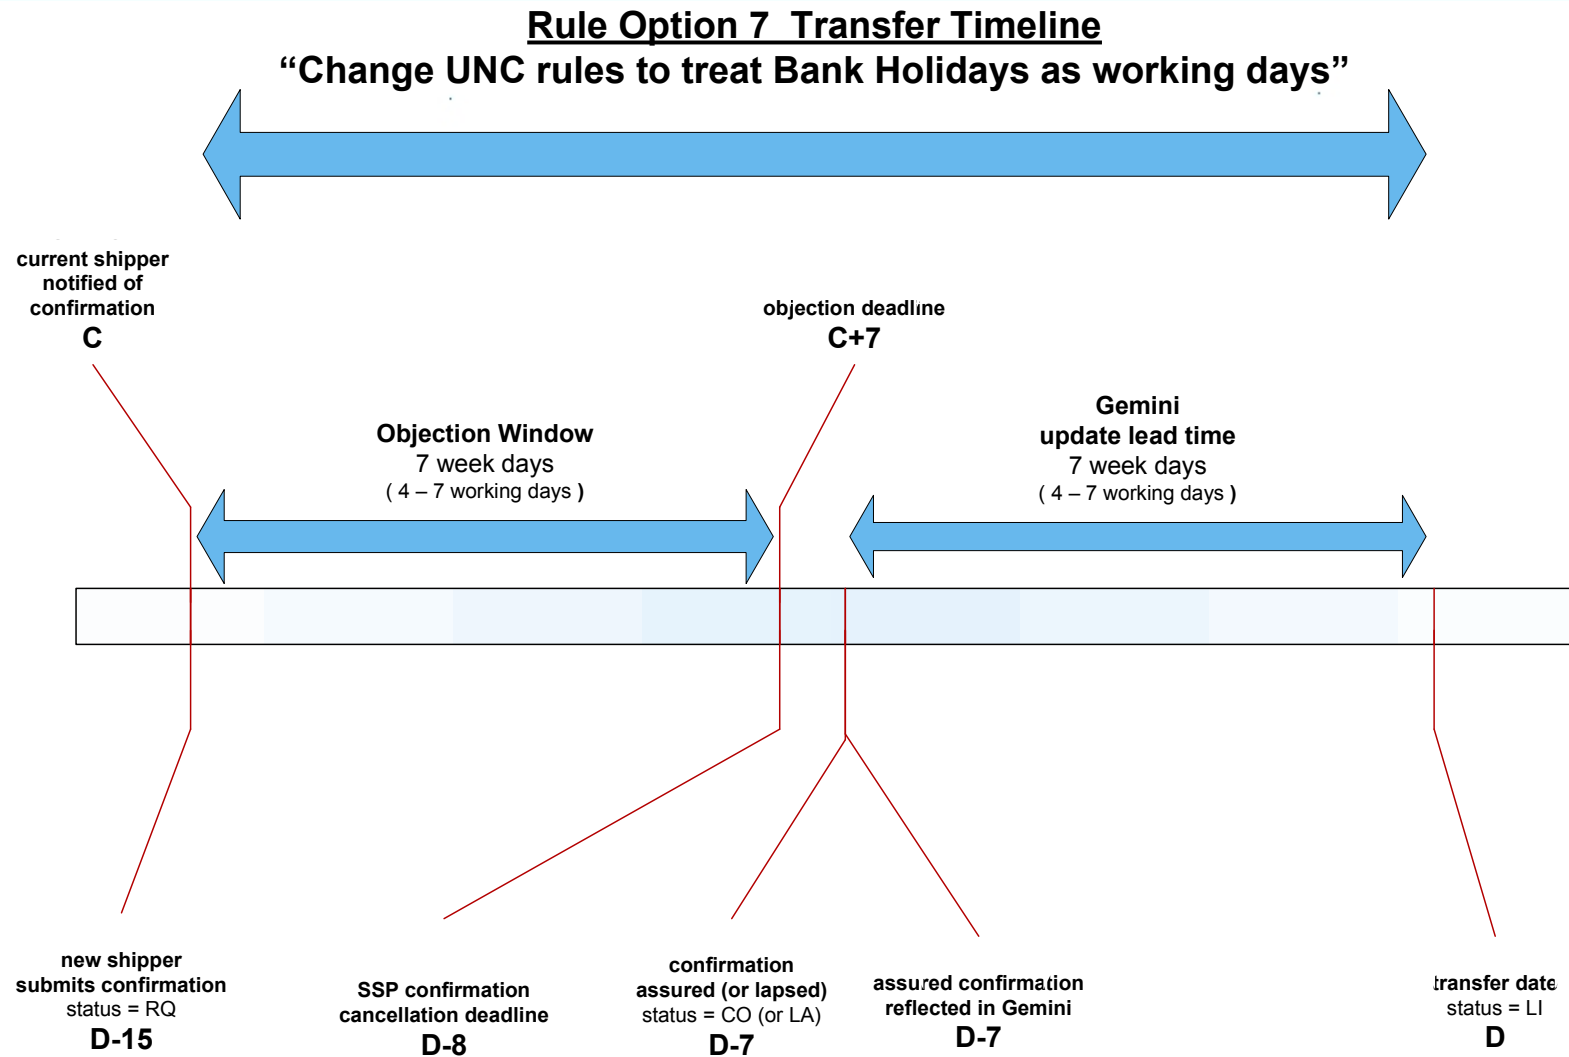 Rule Option 7  Transfer Timeline
“Change UNC rules to treat Bank Holidays as working days”
current shipper
notified of
confirmation
C
objection deadline
C+7
Objection Window
7 week days
( 4 – 7 working days )
Gemini
update lead time
7 week days
( 4 – 7 working days )
new shipper
submits confirmation
status = RQ
D-15
SSP confirmation
cancellation deadline
D-8
confirmation
assured (or lapsed)
status = CO (or LA)
D-7
assured confirmation
reflected in Gemini
D-7
transfer date
status = LI
D